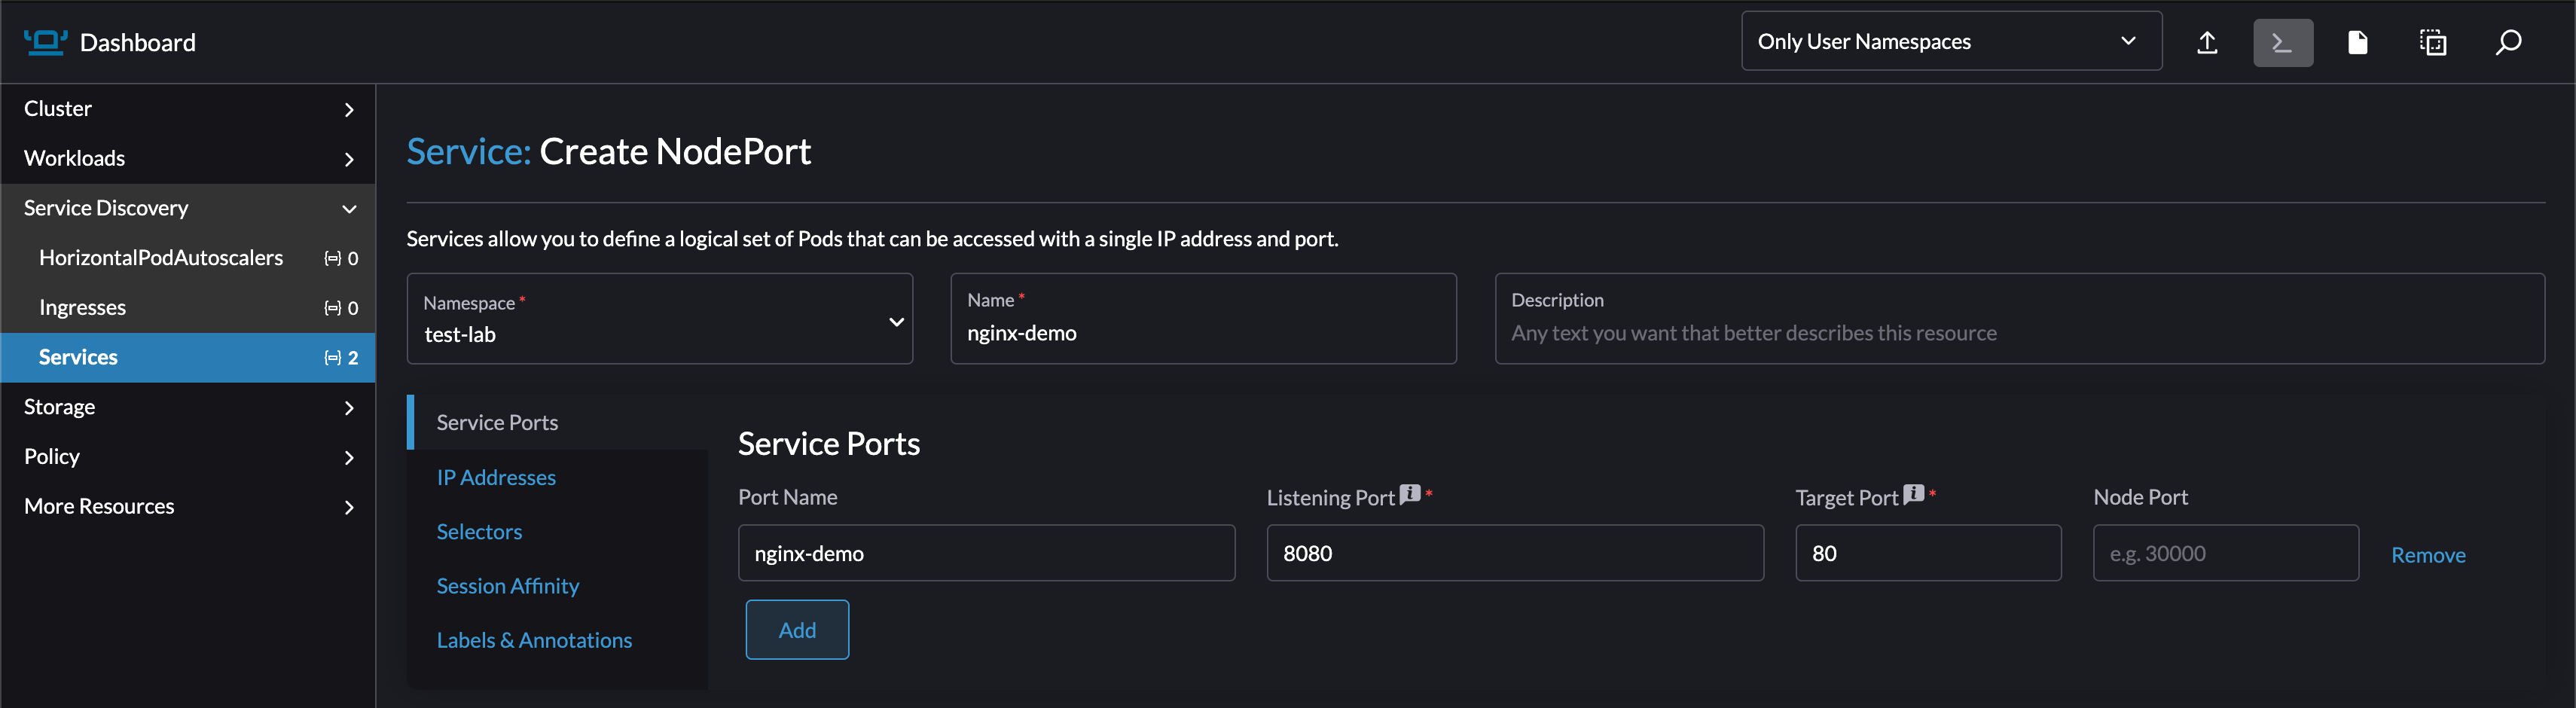 Dashboard
Only User Namespaces
Cluster
Workloads
Service Discovery
HorizontalPodAutoscalers 0
Ingresses 0
Services 2
Storage
Policy
More Resources
Service: Create NodePort
Services allow you to define a logical set of Pods that can be accessed with a single IP address and port.
Namespace *
test-lab
Name *
nginx-demo
Description
Any text you want that better describes this resource
Service Ports
IP Addresses
Selectors
Session Affinity
Labels & Annotations
Service Ports
Port Name Listening Port * Target Port * Node Port
nginx-demo 8080 80 e.g. 30000 Remove
Add